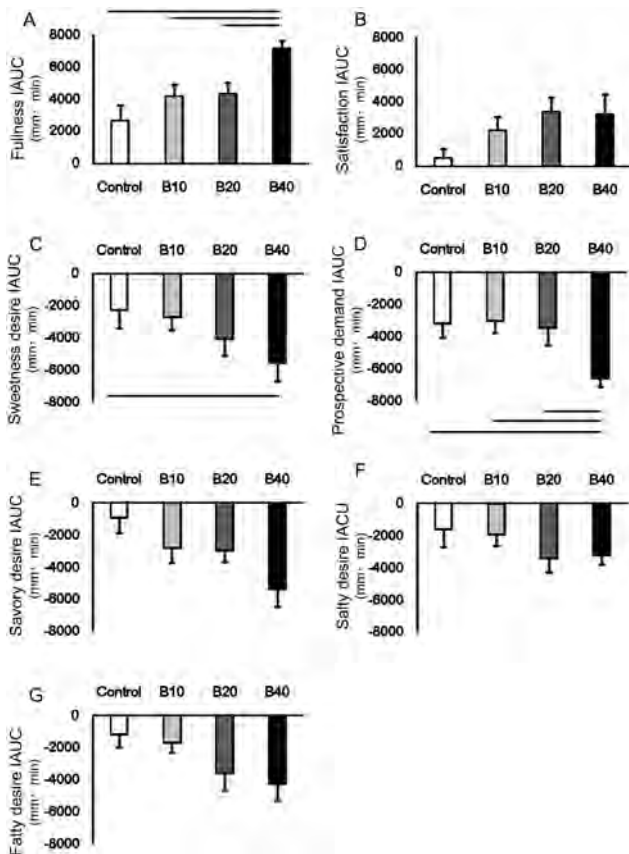 A
Fullness IAUC
(mm· min)
8000
6000
4000
2000
0
Control B10 B20 B40
B
Satisfaction IAUC
(mm· min)
8000
6000
4000
2000
0
Control B10 B20 B40
C
Sweetness desire IAUC
(mm· min)
Control B10 B20 B40
0
-2000
-4000
-6000
-8000
D
Prospective demand IAUC
(mm· min)
Control B10 B20 B40
0
-2000
-4000
-6000
-8000
E
Savory desire IAUC
(mm· min)
Control B10 B20 B40
0
-2000
-4000
-6000
-8000
F
Salty desire IACU
(mm· min)
Control B10 B20 B40
0
-2000
-4000
-6000
-8000
G
Fatty desire IAUC
(mm· min)
Control B10 B20 B40
0
-2000
-4000
-6000
-8000